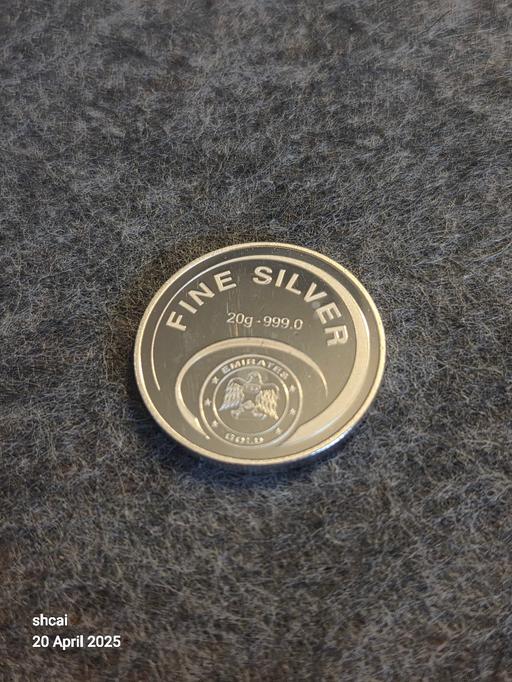 FINE SILVER
20g - 999.0
EMIRATES
GOLD
shcai
20 April 2025